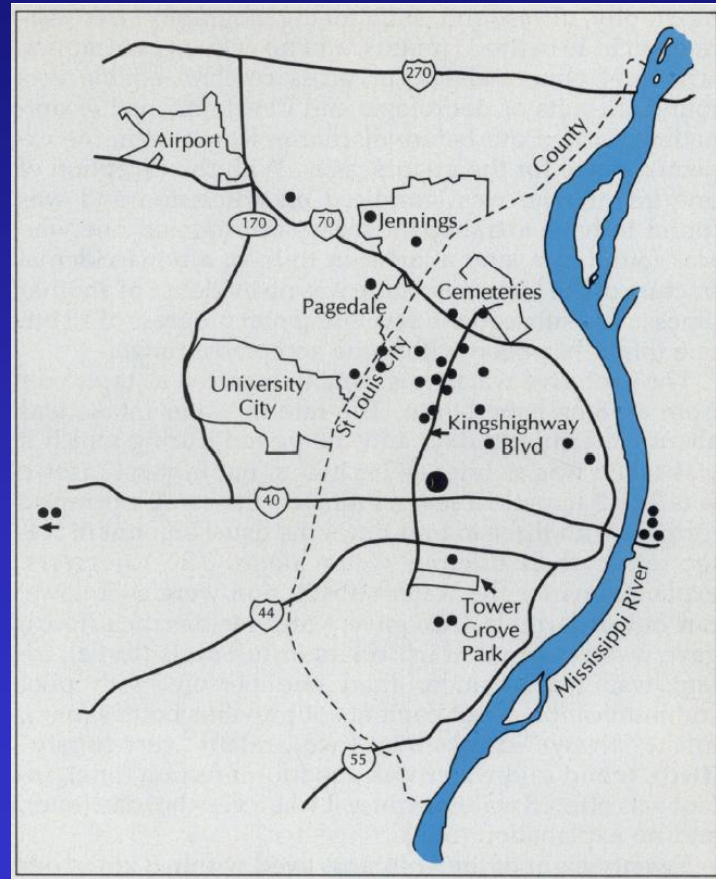 270
Airport
County
170
70
Jennings
Pagedale
Cemeteries
University
City
St Louis City
Kingshighway
Blvd
40
44
Tower
Grove
Park
Mississippi River
55